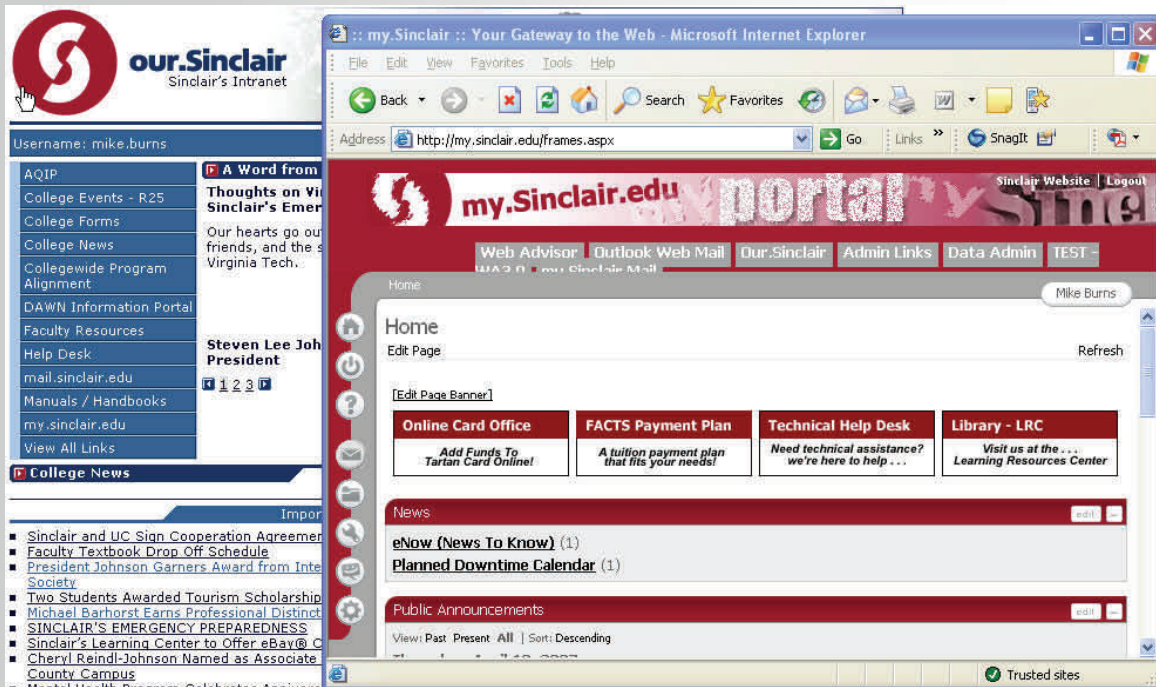 our.Sinclair
Sinclair's Intranet
Username: mike.burns
AQIP
College Events - R25
College Forms
College News
Collegewide Program
Alignment
DAWN Information Portal
Faculty Resources
Help Desk
mail.sinclair.edu
Manuals / Handbooks
my.sinclair.edu
View All Links
A Word from
Thoughts on
Sinclair's
Our hearts go
friends, and the
Virginia Tech.
Steven Lee
President
1 2 3
College News
Sinclair and UC Sign Cooperation
Faculty Textbook Drop Off Schedule
President Johnson Garners Award from
Society
Two Students Awarded Tourism Scholarship
Michael Barhorst Earns Professional
SINCLAIR'S EMERGENCY PREPAREDNESS
Sinclair's Learning Center to Offer eBay®
Cheryl Reindl-Johnson Named as Associate
County Campus
Mental Health Program Celebrates
:: my.Sinclair :: Your Gateway to the Web - Microsoft Internet Explorer
File Edit View Favorites Tools Help
Back Search Favorites
Address http://my.sinclair.edu/frames.aspx Go Links » SnagIt
my.Sinclair.edu portal Sinclair Website | Logout
Web Advisor Outlook Web Mail Our.Sinclair Admin Links Data Admin TEST -
my Sinclair Mail
Home
Mike Burns
Home
Edit Page Refresh
[Edit Page Banner]
Online Card Office
Add Funds To
Tartan Card Online!
FACTS Payment Plan
A tuition payment plan
that fits your needs!
Technical Help Desk
Need technical assistance?
we're here to help . . .
Library - LRC
Visit us at the . . .
Learning Resources Center
News edit
eNow (News To Know) (1)
Planned Downtime Calendar (1)
Public Announcements edit
View: Past Present All | Sort: Descending
Trusted sites